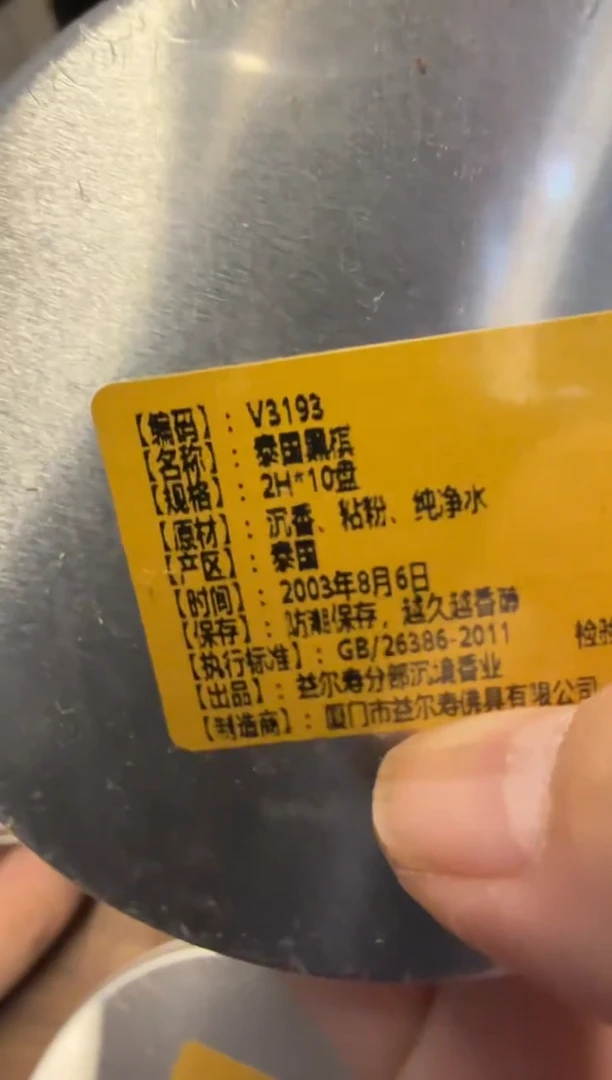 【编码】：V3193
【名称】：泰国黑棋
【规格】：2H*10盘
【原材】：沉香、粘粉、纯净水
【产区】：泰国
【时间】：2003年8月6日
【保存】：防潮保存，越久越香醇
【执行标准】：GB/26386-2011
检验
【出品】：益尔寿分部沉境香业
【制造商】：厦门市益尔寿佛具有限公司